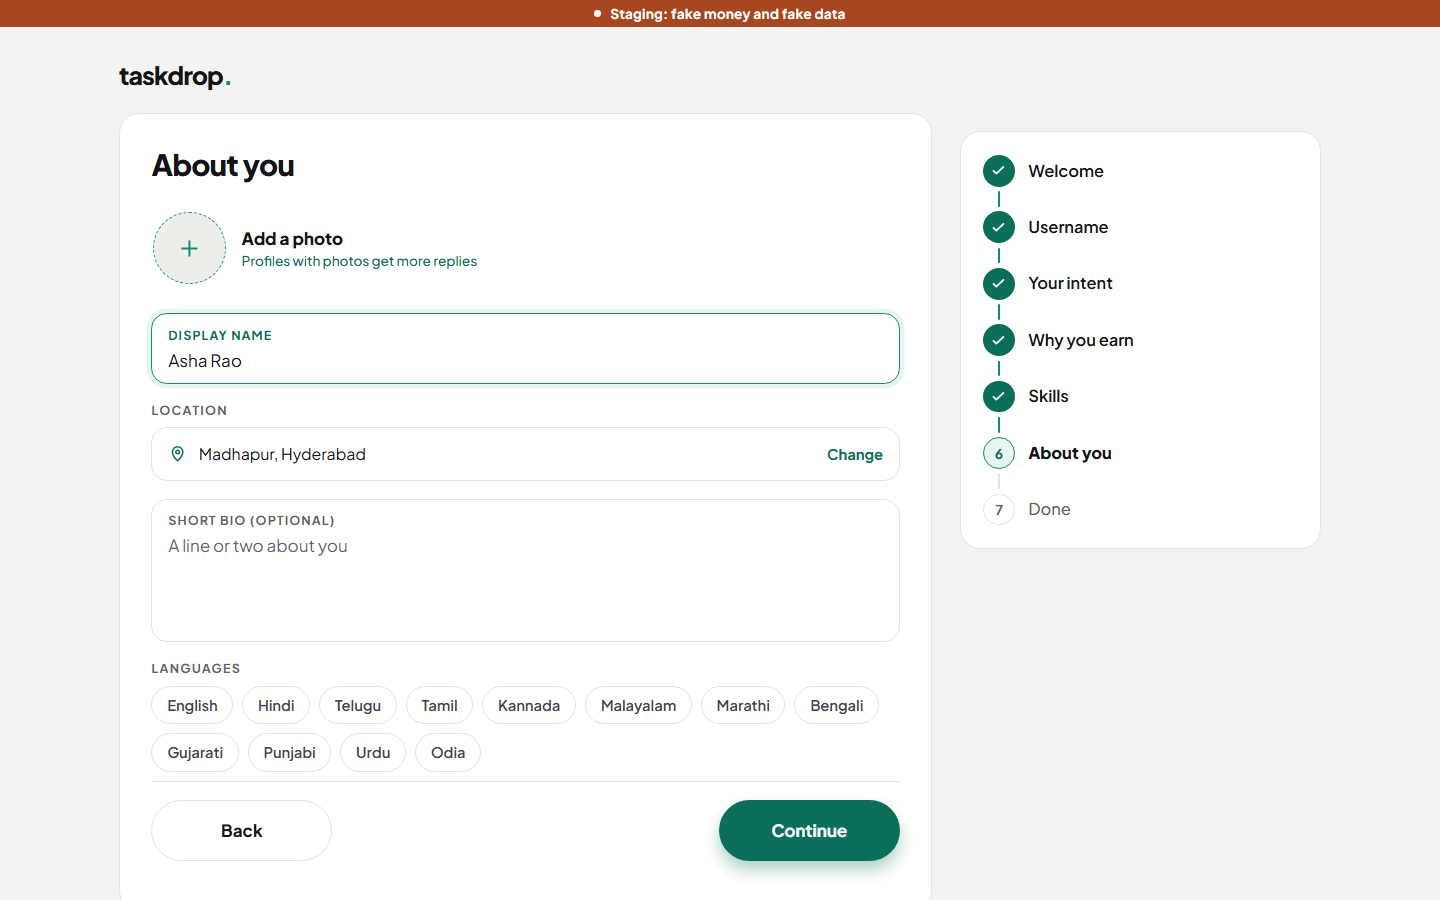 Staging: fake money and fake data
taskdrop.
About you
Add a photo
Profiles with photos get more replies
DISPLAY NAME
Asha Rao
LOCATION
Madhapur, Hyderabad
Change
SHORT BIO (OPTIONAL)
A line or two about you
LANGUAGES
English Hindi Telugu Tamil Kannada Malayalam Marathi Bengali
Gujarati Punjabi Urdu Odia
Back Continue
Welcome
Username
Your intent
Why you earn
Skills
6 About you
7 Done